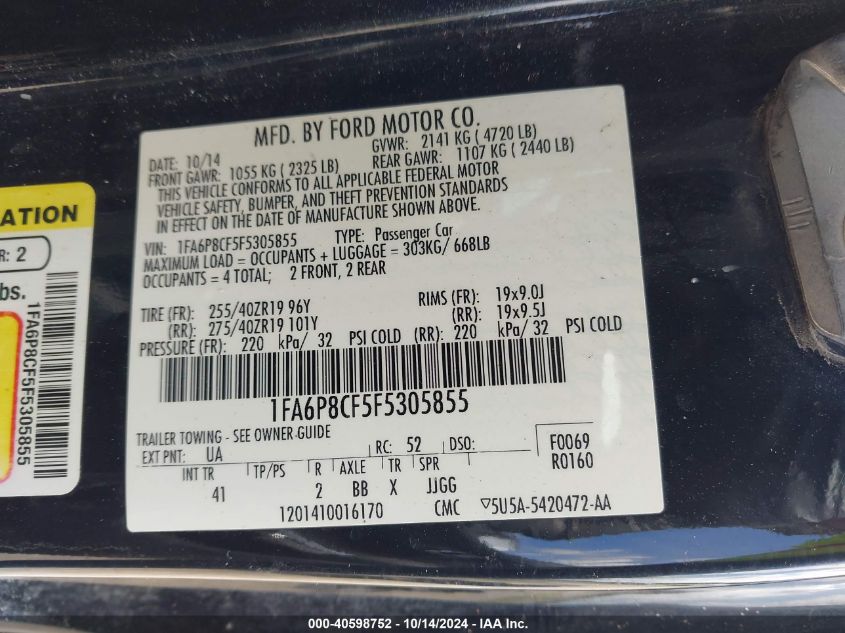 MFD. BY FORD MOTOR CO.
DATE: 10/14 GVWR: 2141 KG ( 4720 LB)
FRONT GAWR: 1055 KG ( 2325 LB) REAR GAWR: 1107 KG ( 2440 LB)
THIS VEHICLE CONFORMS TO ALL APPLICABLE FEDERAL MOTOR
VEHICLE SAFETY, BUMPER, AND THEFT PREVENTION STANDARDS
IN EFFECT ON THE DATE OF MANUFACTURE SHOWN ABOVE.
VIN: 1FA6P8CF5F5305855 TYPE: Passenger Car
MAXIMUM LOAD = OCCUPANTS + LUGGAGE = 303KG/ 668LB
OCCUPANTS = 4 TOTAL; 2 FRONT, 2 REAR
TIRE (FR): 255/40ZR19 96Y RIMS (FR): 19x9.0J
(RR): 275/40ZR19 101Y (RR): 19x9.5J
PRESSURE (FR): 220 kPa/ 32 PSI COLD (RR): 220 kPa/ 32 PSI COLD
1FA6P8CF5F5305855
TRAILER TOWING - SEE OWNER GUIDE
EXT PNT: UA RC: 52 DSO: F0069
R0160
INT TR TP/PS R AXLE TR SPR
41 2 BB X JJGG
1201410016170 CMC ▽5U5A-5420472-AA
ATION
R: 2
bs.
1FA6P8CF5F5305855
000-40598752 - 10/14/2024 - IAA Inc.